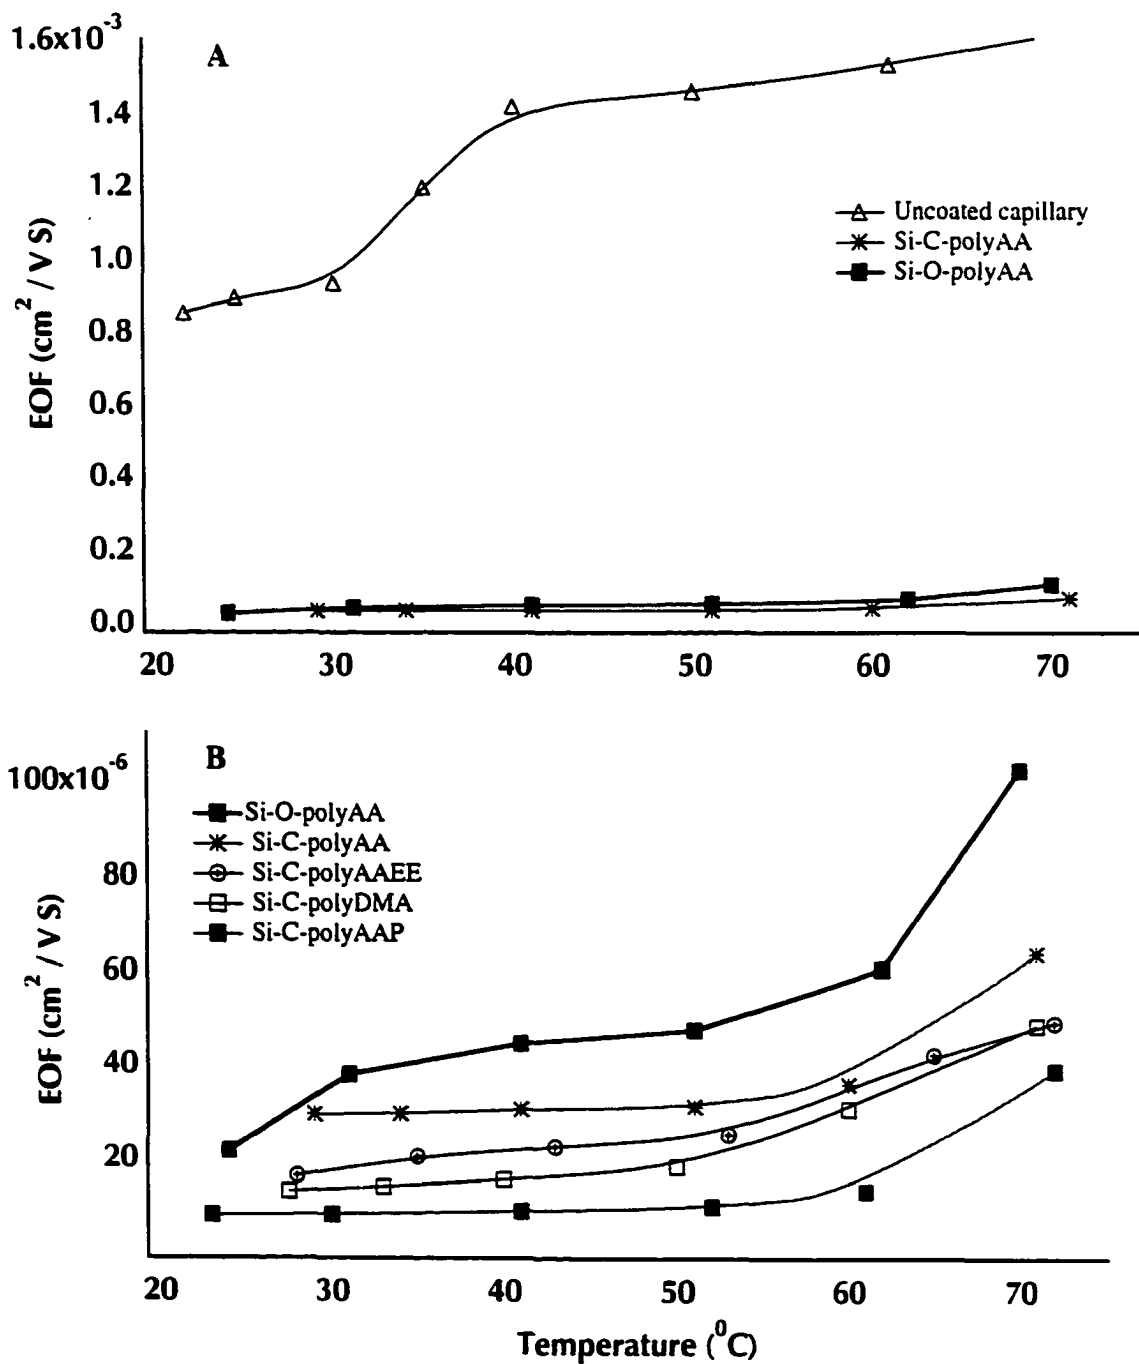 1.6x10-3
A
1.4
1.2
1.0
0.8
0.6
0.4
0.2
0.0
EOF (cm2 / V S)
Uncoated capillary
Si-C-polyAA
Si-O-polyAA
20 30 40 50 60 70
B
100x10-6
80
60
40
20
EOF (cm2 / V S)
Si-O-polyAA
Si-C-polyAA
Si-C-polyAAEE
Si-C-polyDMA
Si-C-polyAAP
20 30 40 50 60 70
Temperature (0C)